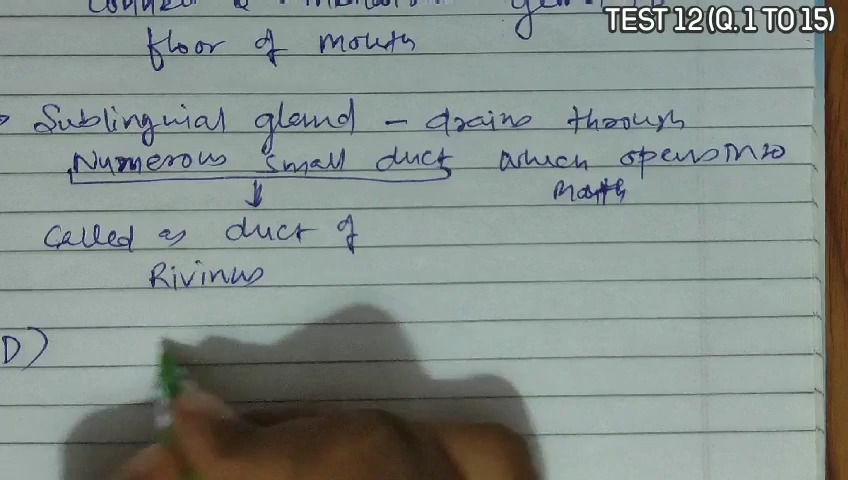 TEST 12 (Q. 1 TO 15)
floor of mouth
Sublinguial gland - drains through
Numerous small duct which opens into
mouth
Called as duct of
Rivinus
D)